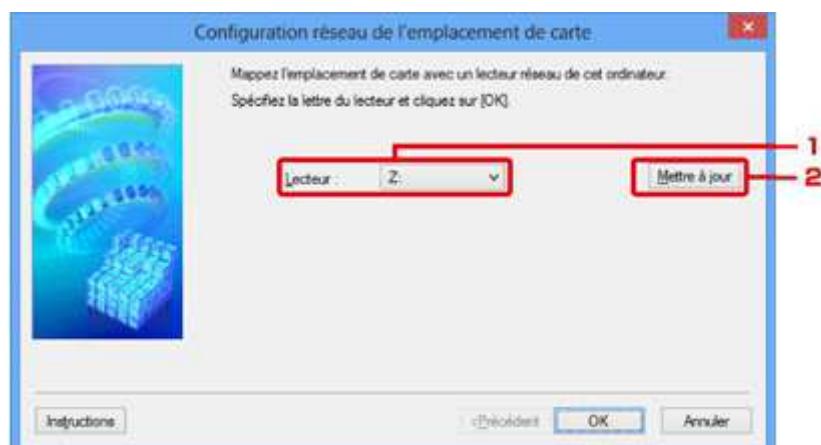 Configuration réseau de l'emplacement de carte
Mappez l'emplacement de carte avec un lecteur réseau de cet ordinateur.
Spécifiez la lettre du lecteur et cliquez sur [OK].
1
Lecteur : Z: Mettre à jour 2
Instructions <Précédent OK Annuler